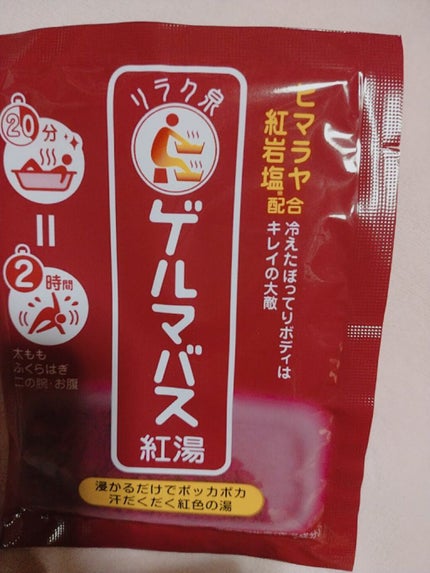 ヒマラヤ
紅岩塩配合
冷えたぽってりボディは
キレイの大敵
リラク泉
ゲルマバス
紅湯
20分
=
2時間
太もも
ふくらはぎ
二の腕・お腹
浸かるだけでポッカポカ
汗だくだく紅色の湯